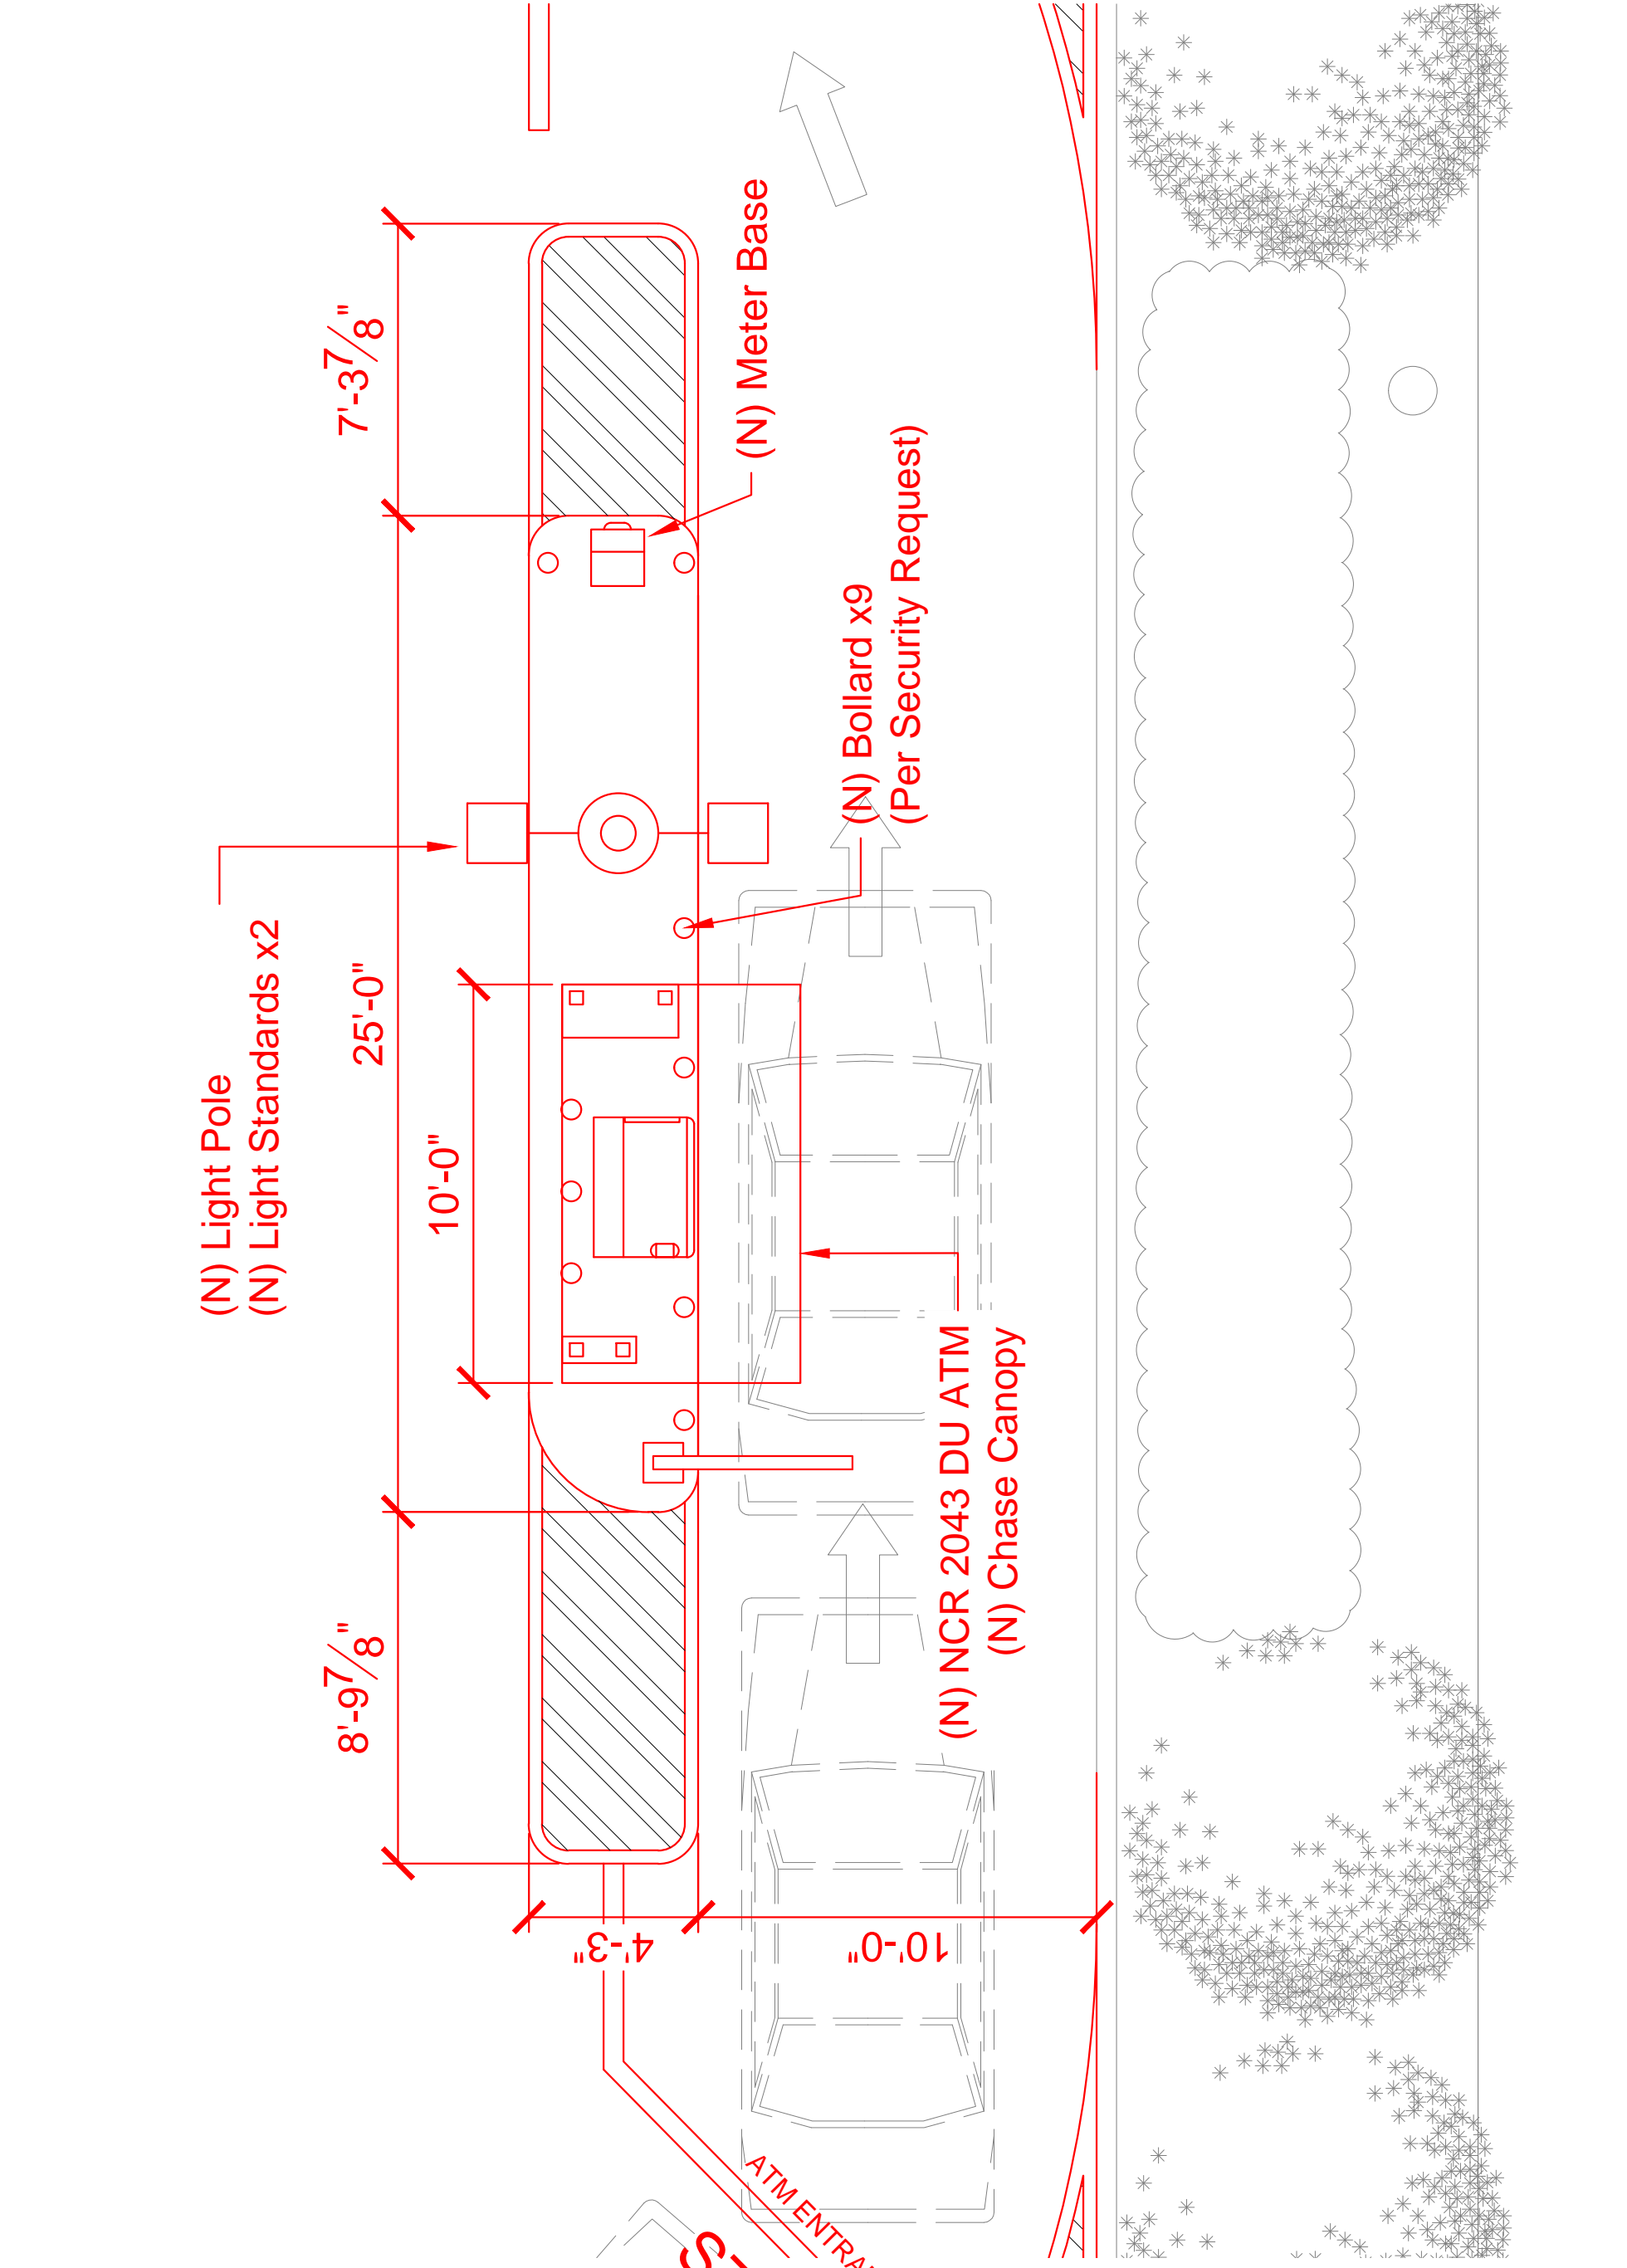 (N) Light Pole
(N) Light Standards x2
8'-9 7/8"
25'-0"
7'-3 7/8"
10'-0"
(N) Meter Base
(N) Bollard x9
(Per Security Request)
(N) NCR 2043 DU ATM
(N) Chase Canopy
4'-3"
10'-0"
ATM